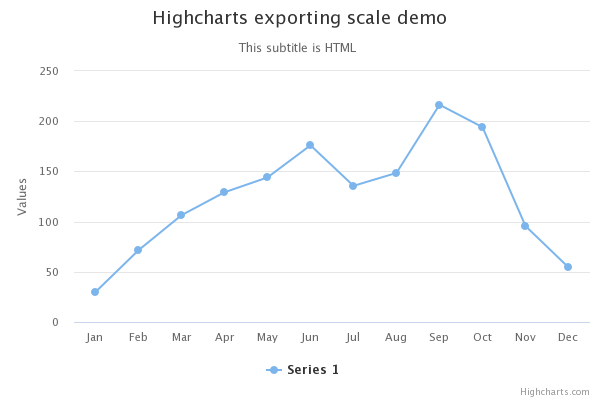 Highcharts exporting scale demo
This subtitle is HTML
250
200
150
100
50
0
Values
Jan Feb Mar Apr May Jun Jul Aug Sep Oct Nov Dec
Series 1
Highcharts.com